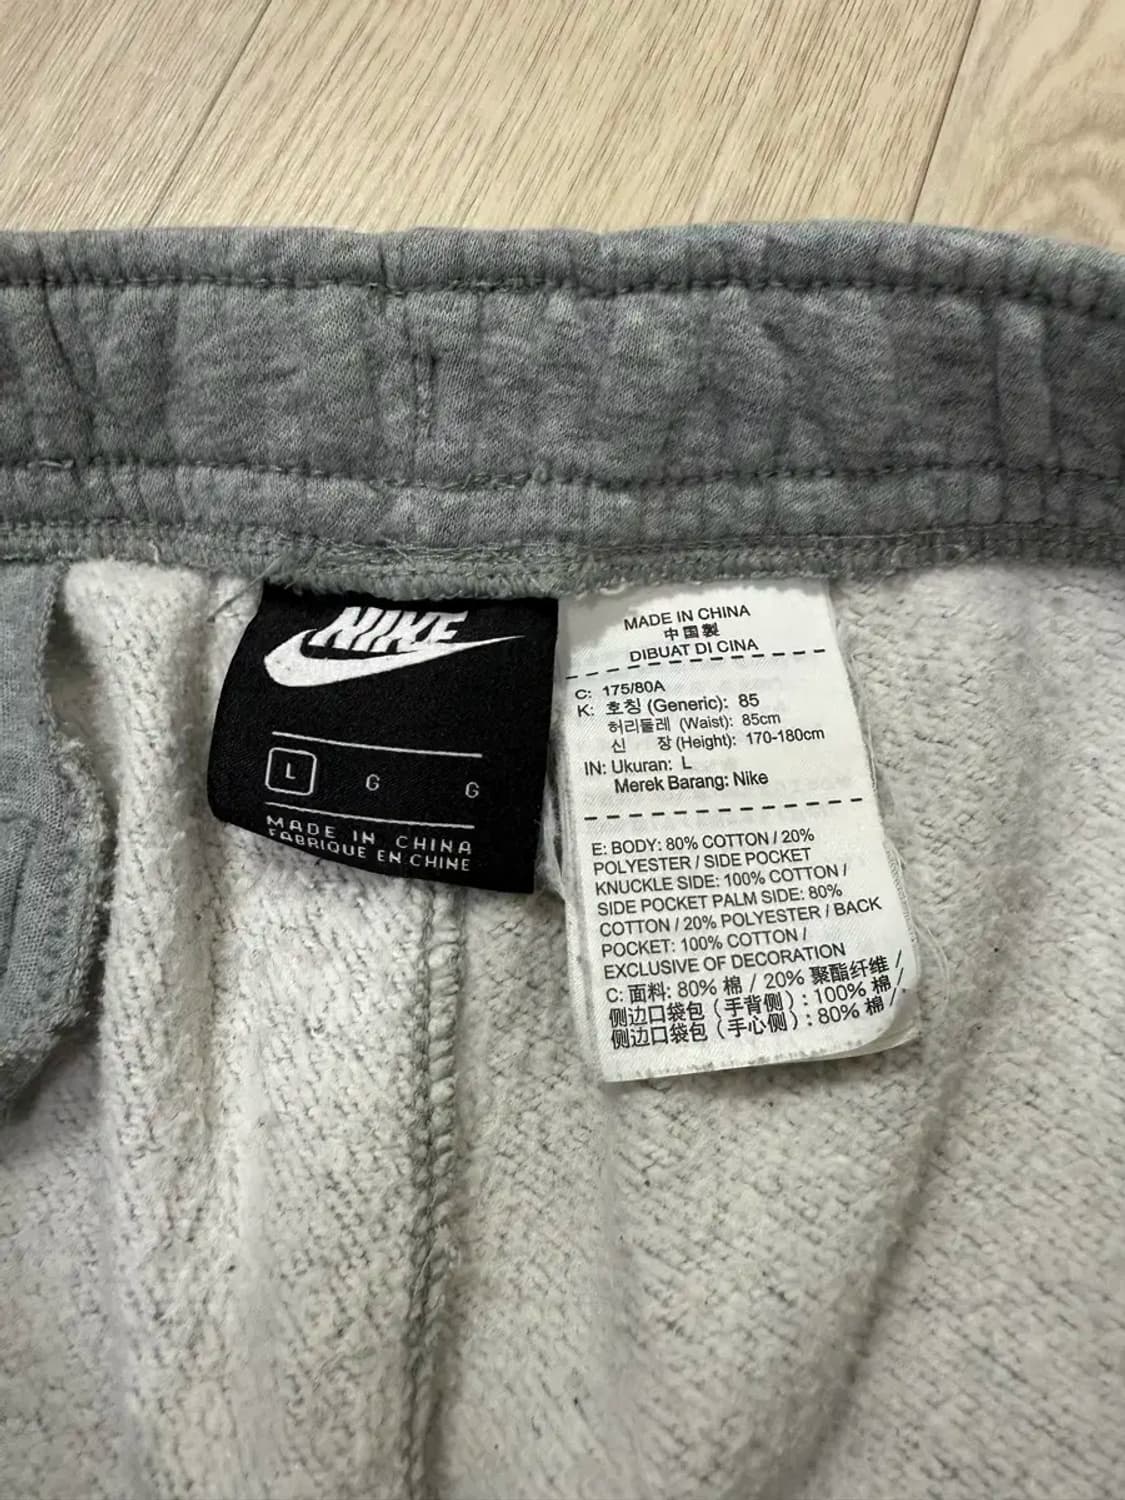 NIKE
L G G
MADE IN CHINA
FABRIQUE EN CHINE
MADE IN CHINA
中国製
DIBUAT DI CINA
C: 175/80A
K: 호칭 (Generic): 85
허리둘레 (Waist): 85cm
신 장 (Height): 170-180cm
IN: Ukuran: L
Merek Barang: Nike
E: BODY: 80% COTTON / 20%
POLYESTER / SIDE POCKET
KNUCKLE SIDE: 100% COTTON /
SIDE POCKET PALM SIDE: 80%
COTTON / 20% POLYESTER / BACK
POCKET: 100% COTTON /
EXCLUSIVE OF DECORATION
C: 面料: 80% 棉 / 20% 聚酯纤维 /
侧边口袋包（手背侧）: 100% 棉 /
侧边口袋包（手心侧）: 80% 棉 /